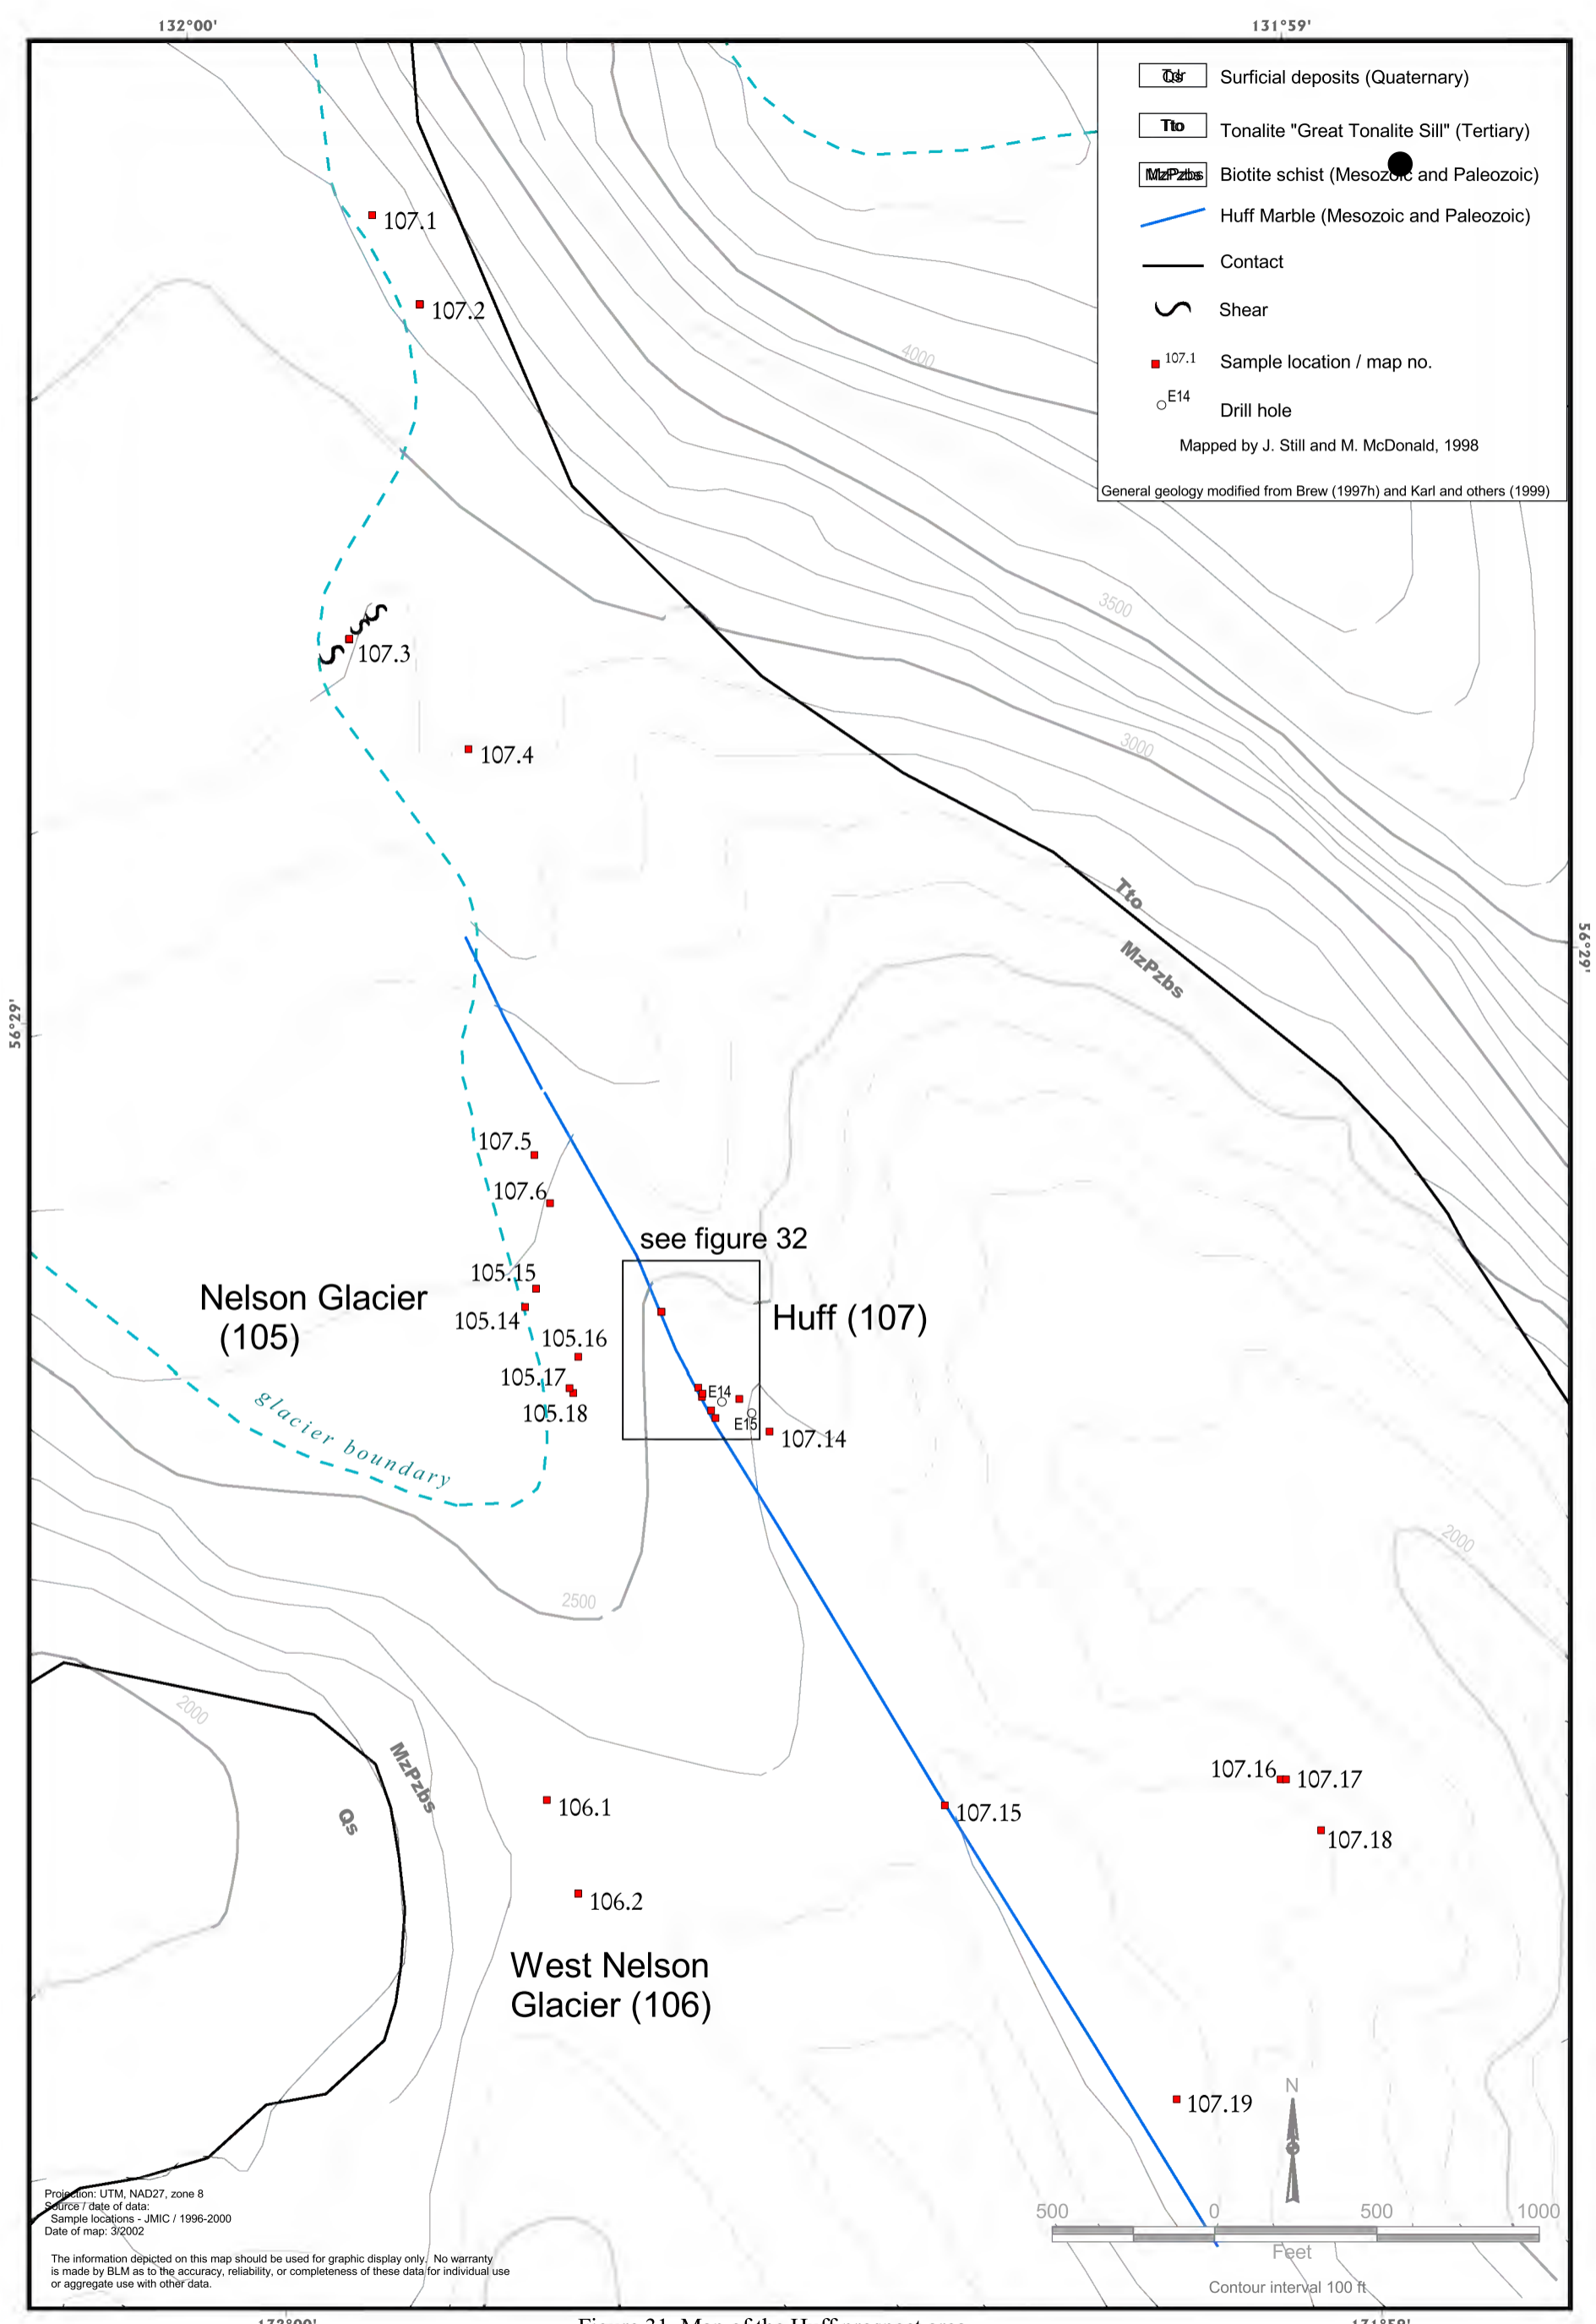 132°00'
131°59'
Surficial deposits (Quaternary)
Tto
Tonalite "Great Tonalite Sill" (Tertiary)
MzPzbs
Biotite schist (Mesozoic and Paleozoic)
Huff Marble (Mesozoic and Paleozoic)
Contact
Shear
107.1
Sample location / map no.
E14
Drill hole
Mapped by J. Still and M. McDonald, 1998
General geology modified from Brew (1997h) and Karl and others (1999)
107.1
107.2
4000
3500
107.3
3000
107.4
Tto
MzPzbs
56°29'
56°29'
107.5
107.6
see figure 32
105.15
Nelson Glacier
(105)
105.14
Huff (107)
105.16
105.17
E14
105.18
E15
107.14
glacier boundary
2000
2500
2000
MzPzbs
Qs
107.16
107.17
106.1
107.15
107.18
106.2
West Nelson
Glacier (106)
N
107.19
500 0 500 1000
Feet
Contour interval 100 ft
Projection: UTM, NAD27, zone 8
Source / date of data:
Sample locations - JMIC / 1996-2000
Date of map: 3/2002
The information depicted on this map should be used for graphic display only. No warranty
is made by BLM as to the accuracy, reliability, or completeness of these data for individual use
or aggregate use with other data.